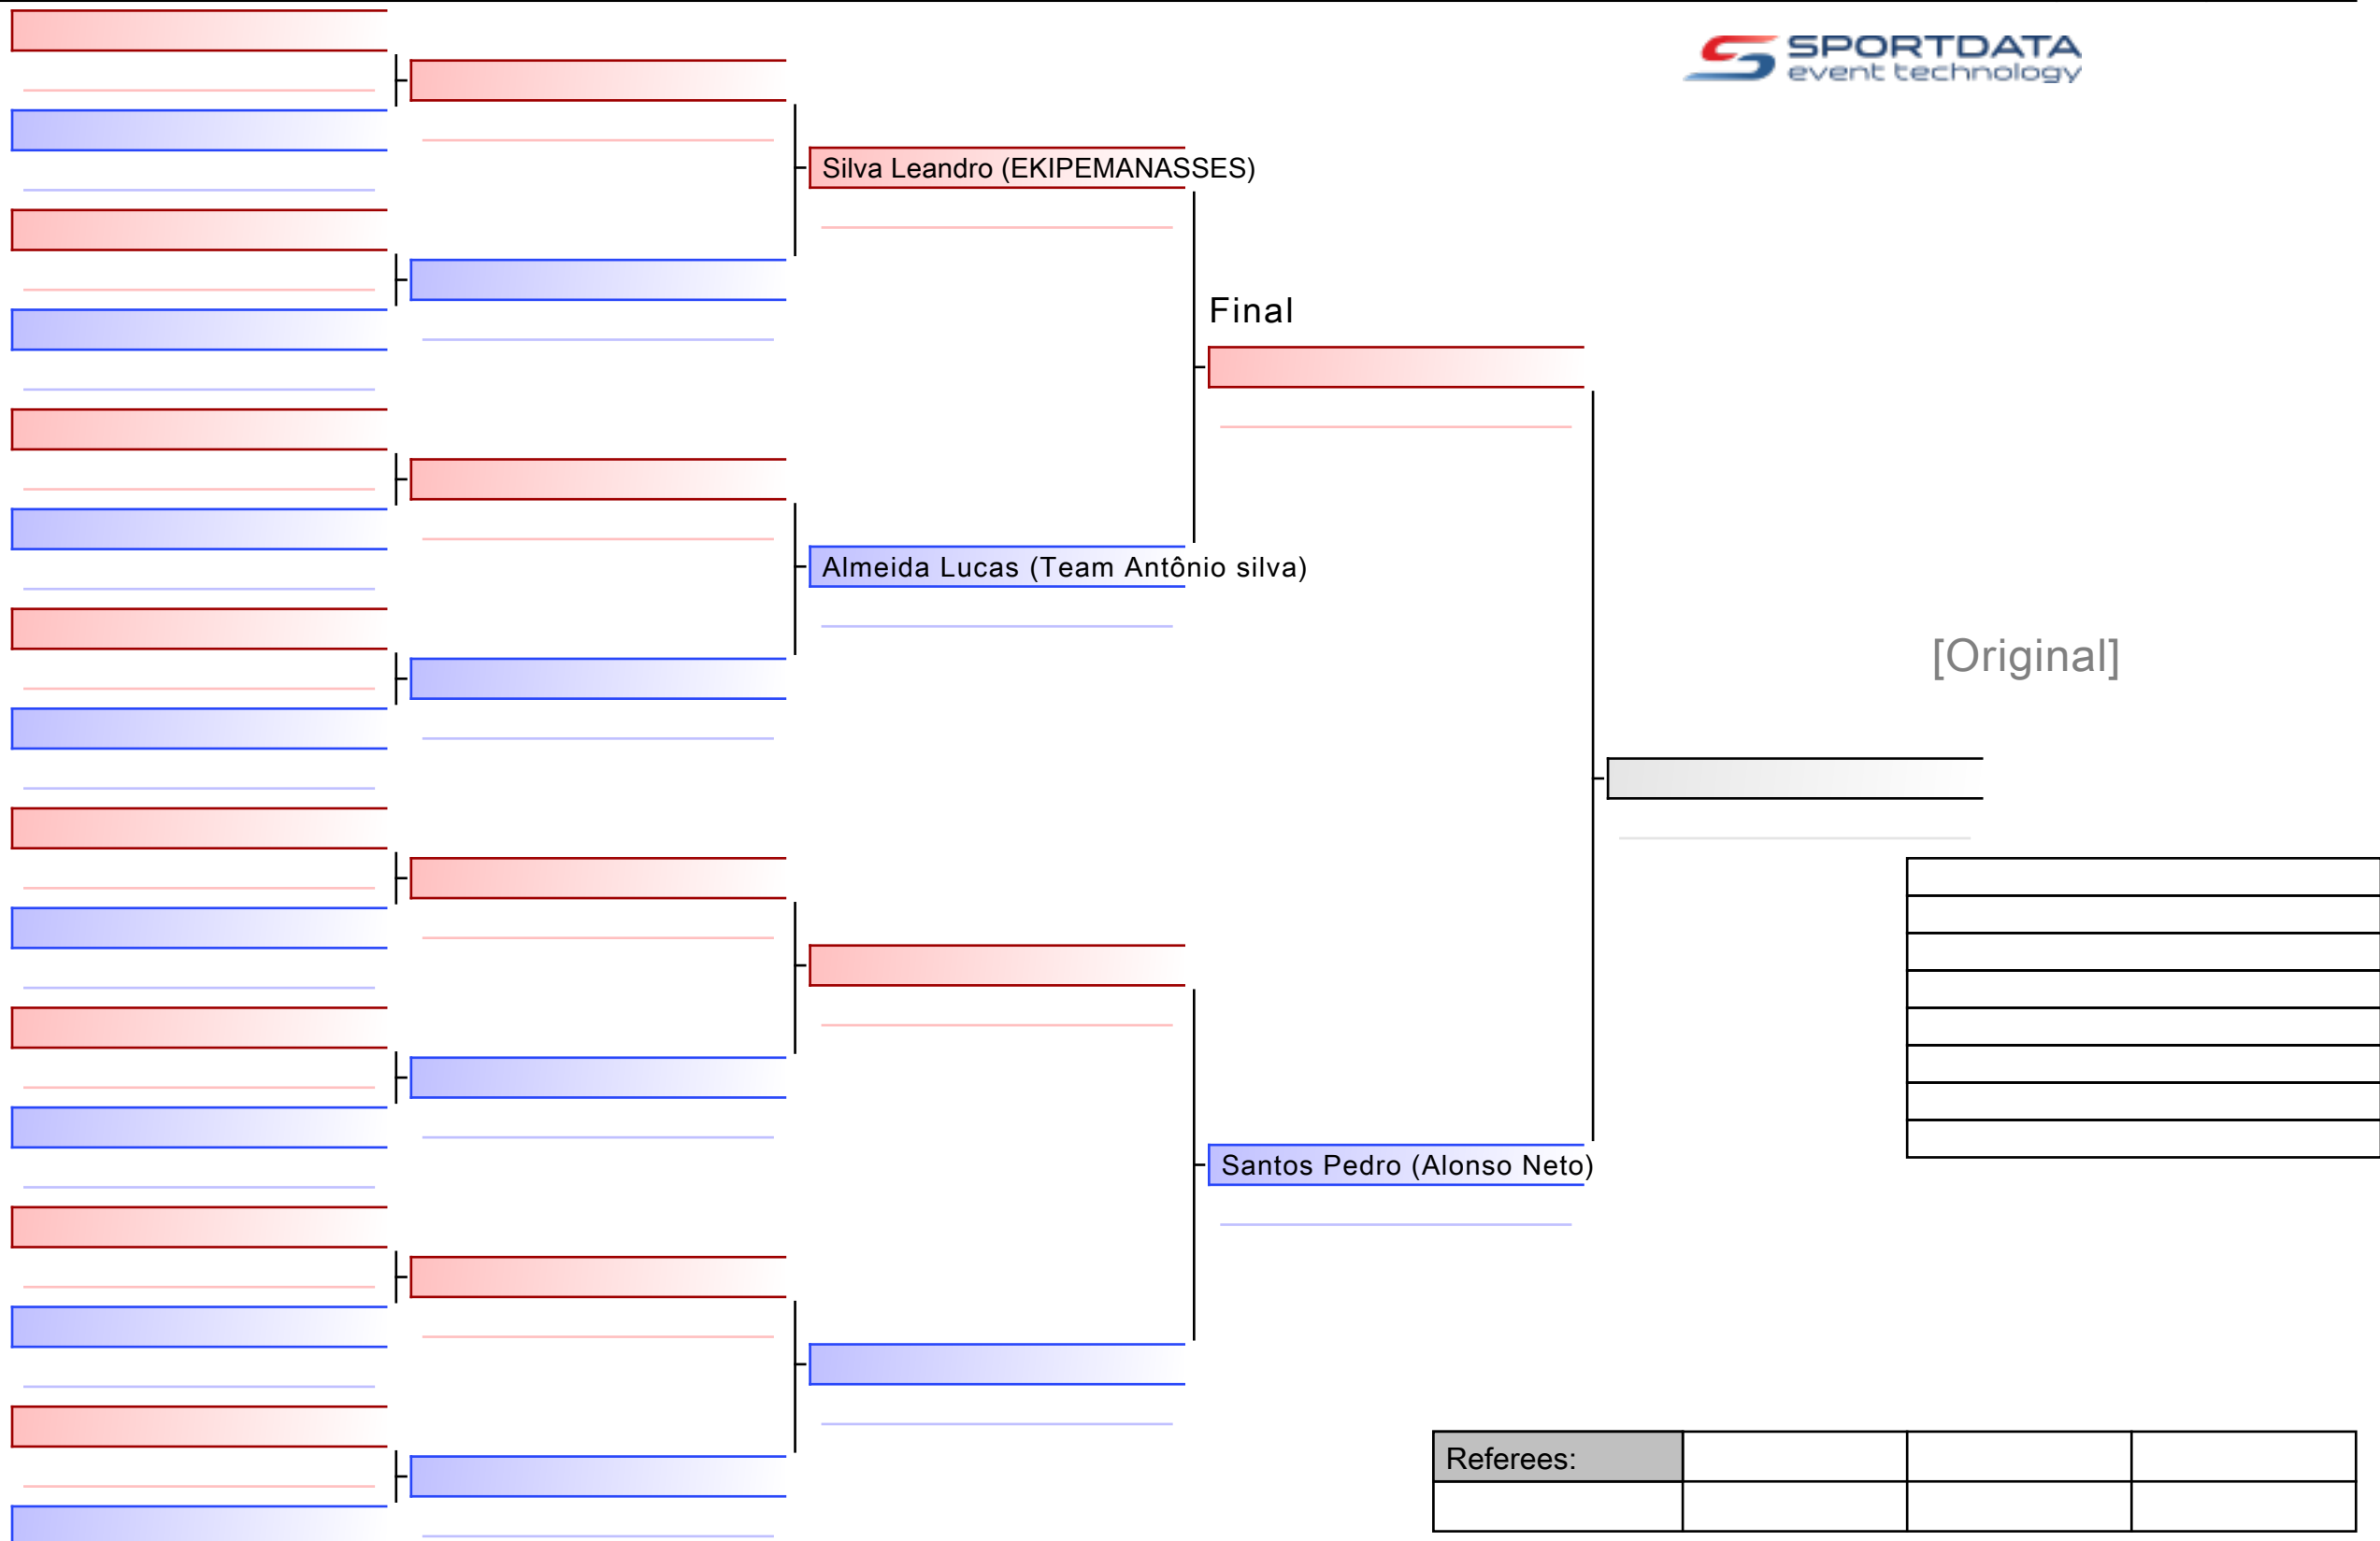 SPORTDATA
event technology
Silva Leandro (EKIPEMANASSES)
Final
Almeida Lucas (Team Antônio silva)
[Original]
Santos Pedro (Alonso Neto)
Referees: